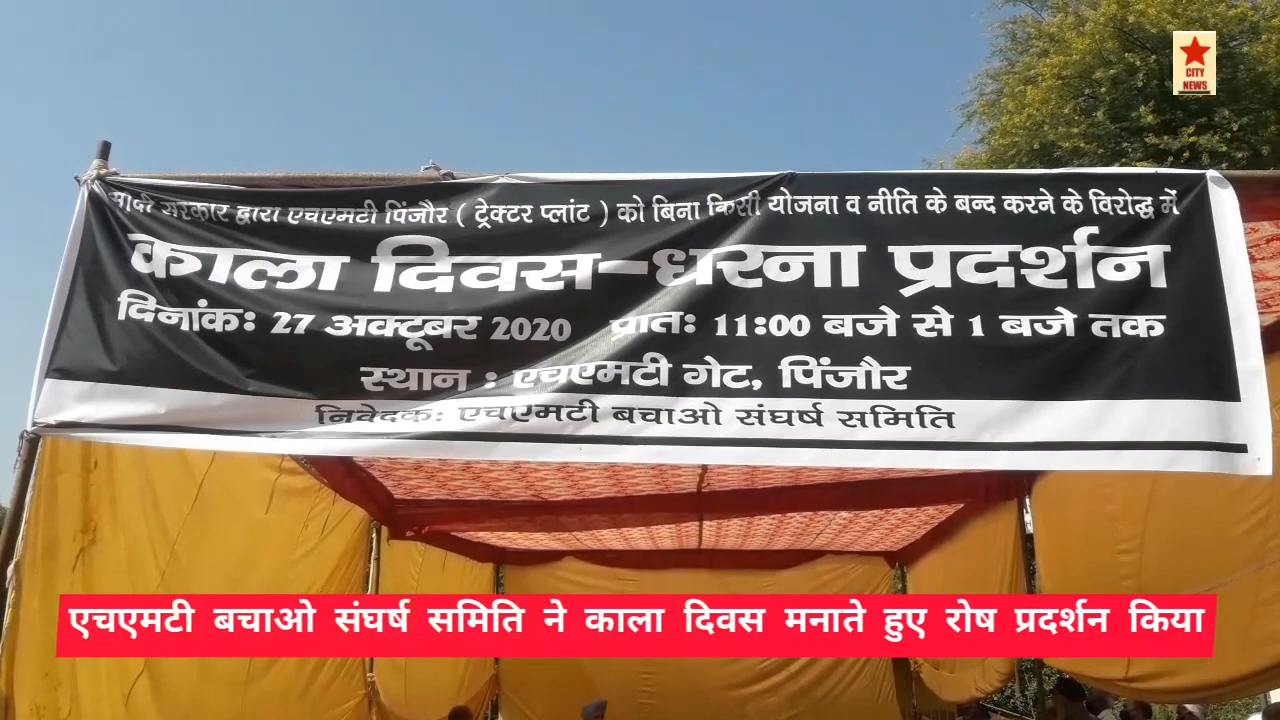 CITY
NEWS
मोदी सरकार द्वारा एचएमटी पिंजौर ( ट्रेक्टर प्लांट ) को बिना किसी योजना व नीति के बन्द करने के विरोद्ध में
काला दिवस-धरना प्रदर्शन
दिनांकः 27 अक्टूबर 2020 प्रातः 11:00 बजे से 1 बजे तक
स्थान : एचएमटी गेट, पिंजौर
निवेदकः एचएमटी बचाओ संघर्ष समिति
एचएमटी बचाओ संघर्ष समिति ने काला दिवस मनाते हुए रोष प्रदर्शन किया